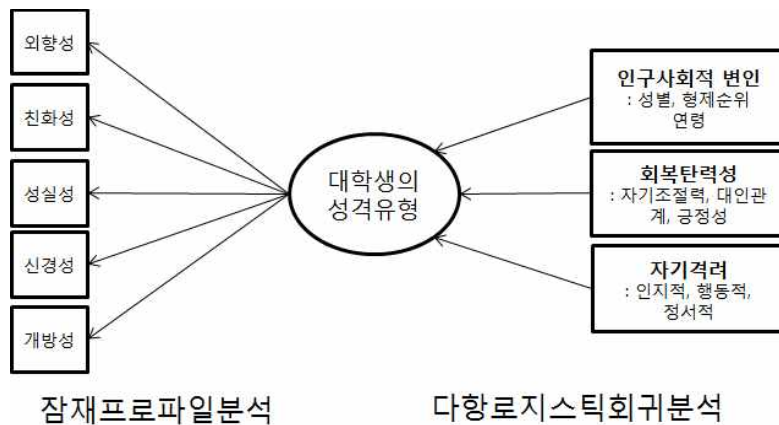 외향성
친화성
성실성
신경성
개방성
대학생의
성격유형
인구사회적 변인
: 성별, 형제순위
연령
회복탄력성
: 자기조절력, 대인관
계, 긍정성
자기격려
: 인지적, 행동적,
정서적
잠재프로파일분석
다항로지스틱회귀분석